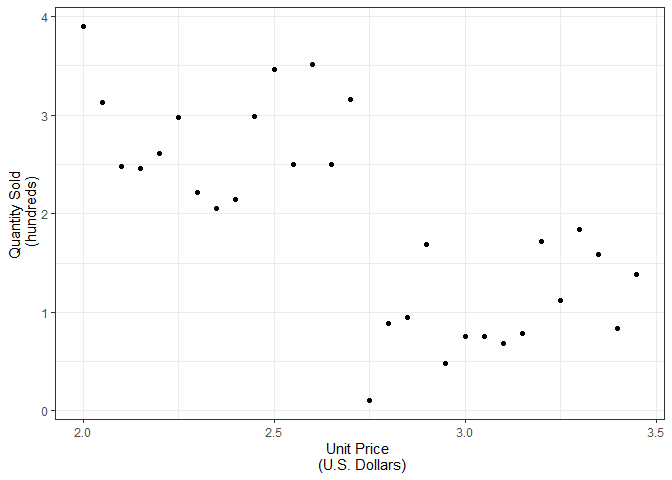 4
3
2
1
0
Quantity Sold
(hundreds)
2.0 2.5 3.0 3.5
Unit Price
(U.S. Dollars)